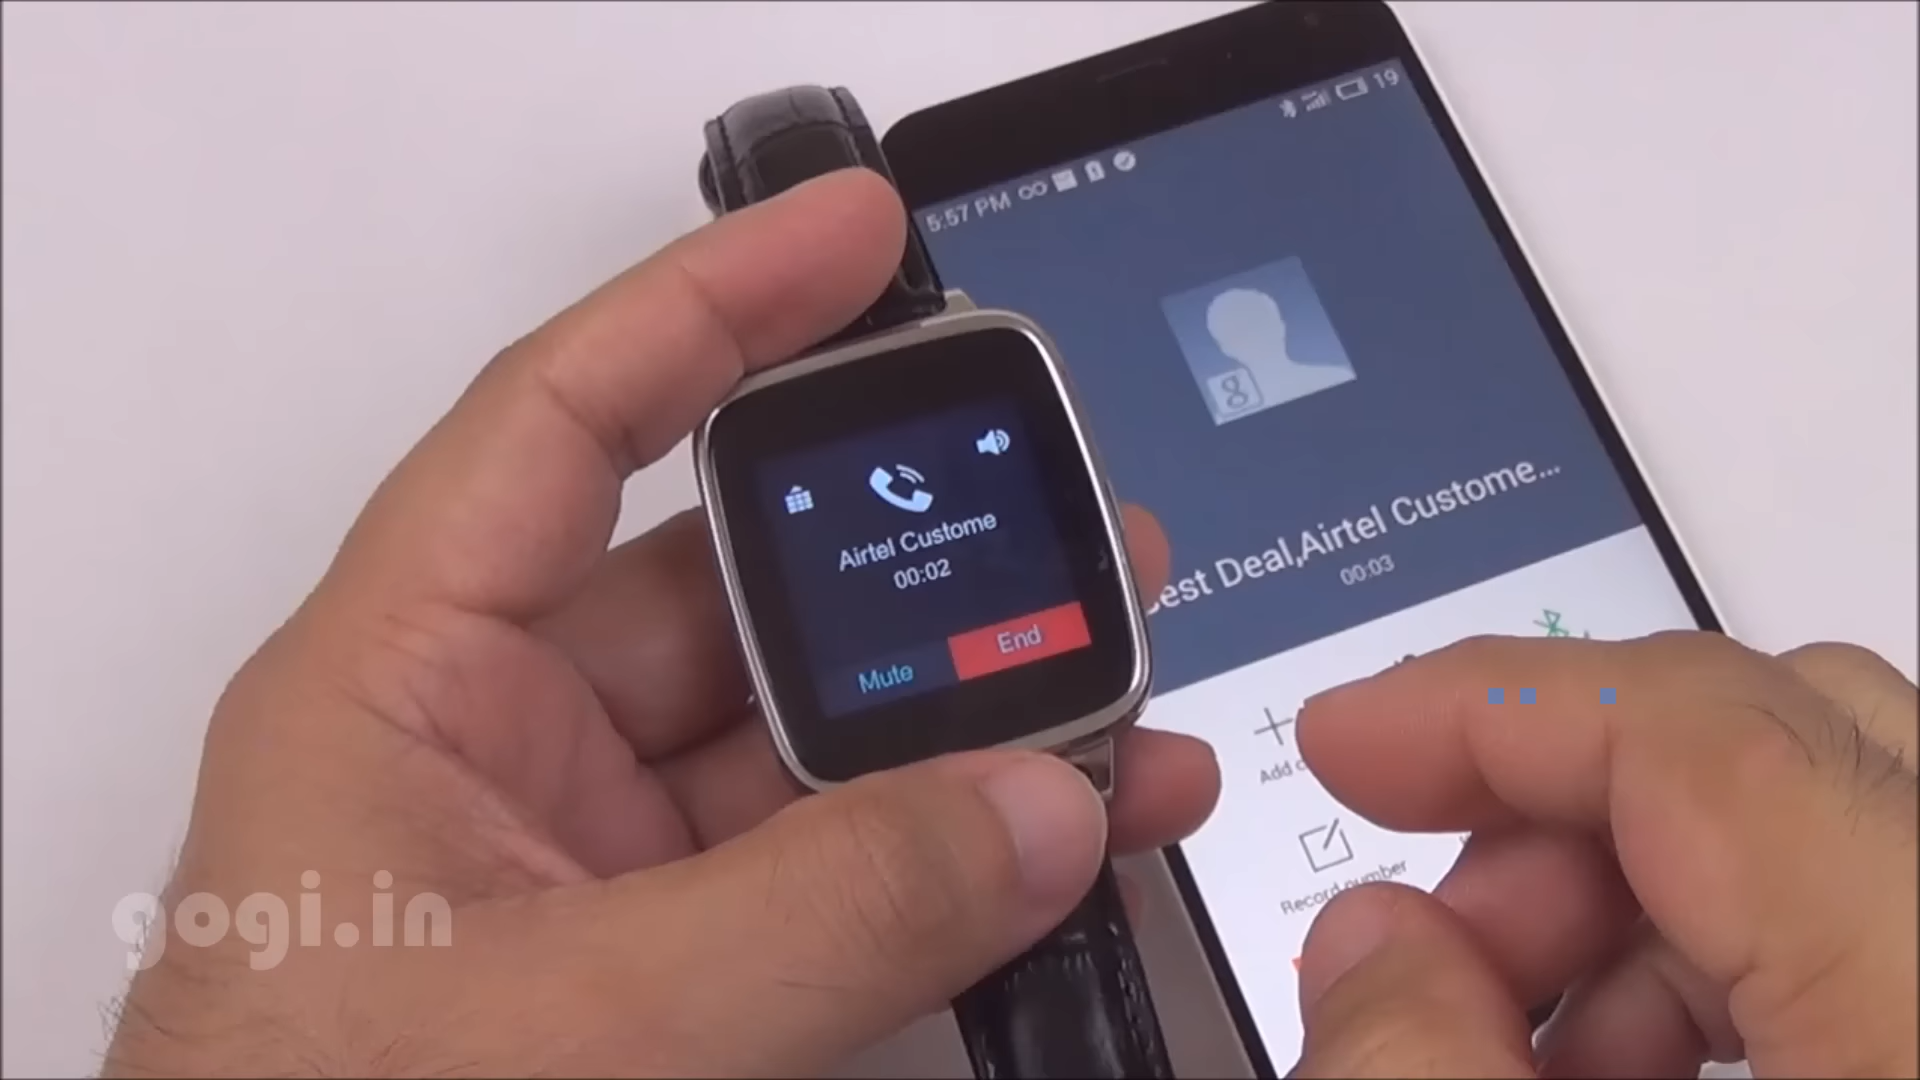 5:57 PM
19
8
est Deal,Airtel Custome...
00:03
Airtel Custome
00:02
Mute
End
Add c
Record number
gogi.in